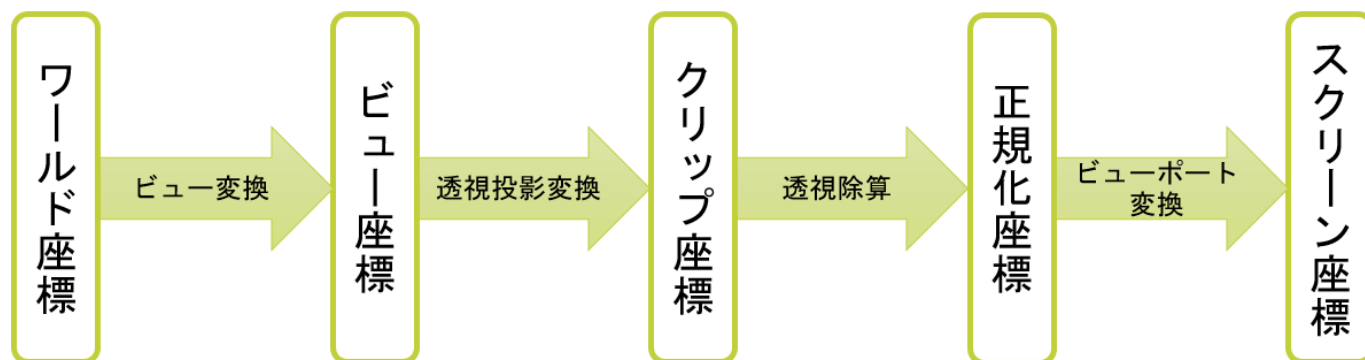 ワールド座標
ビュー変換
ビュー座標
透視投影変換
クリップ座標
透視除算
正規化座標
ビューポート
変換
スクリーン座標